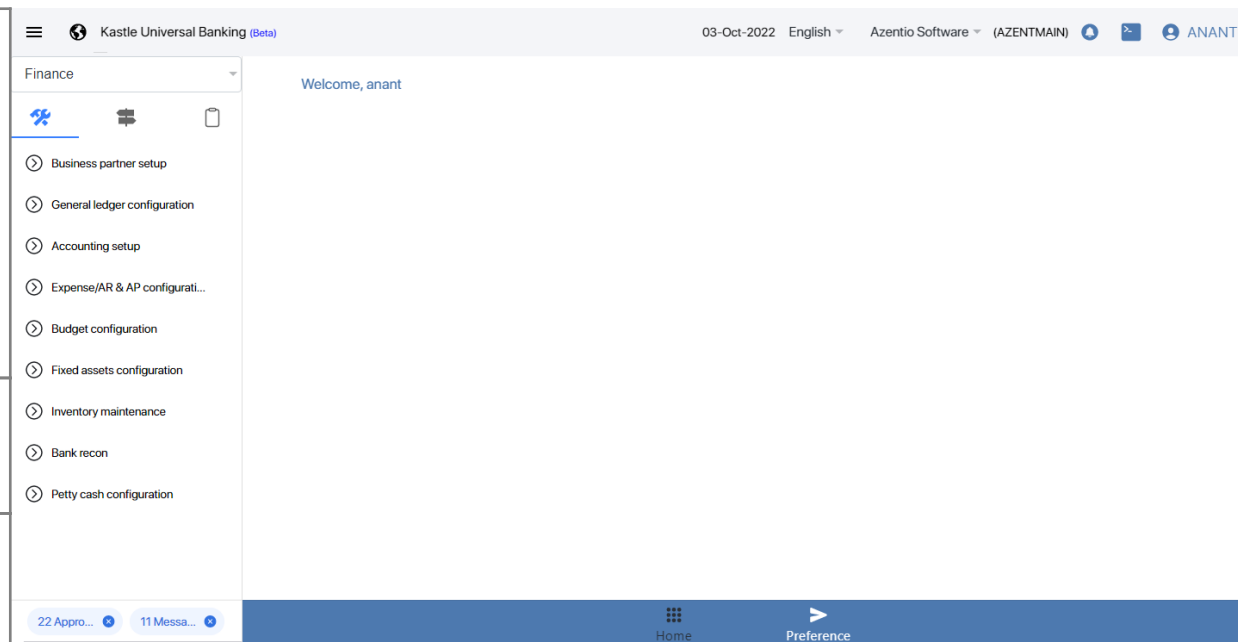 Kastle Universal Banking (Beta)
03-Oct-2022 English Azentio Software (AZENTMAIN) ANANT
Finance
Welcome, anant
Business partner setup
General ledger configuration
Accounting setup
Expense/AR & AP configurati...
Budget configuration
Fixed assets configuration
Inventory maintenance
Bank recon
Petty cash configuration
22 Appro... 11 Messa...
Home Preference